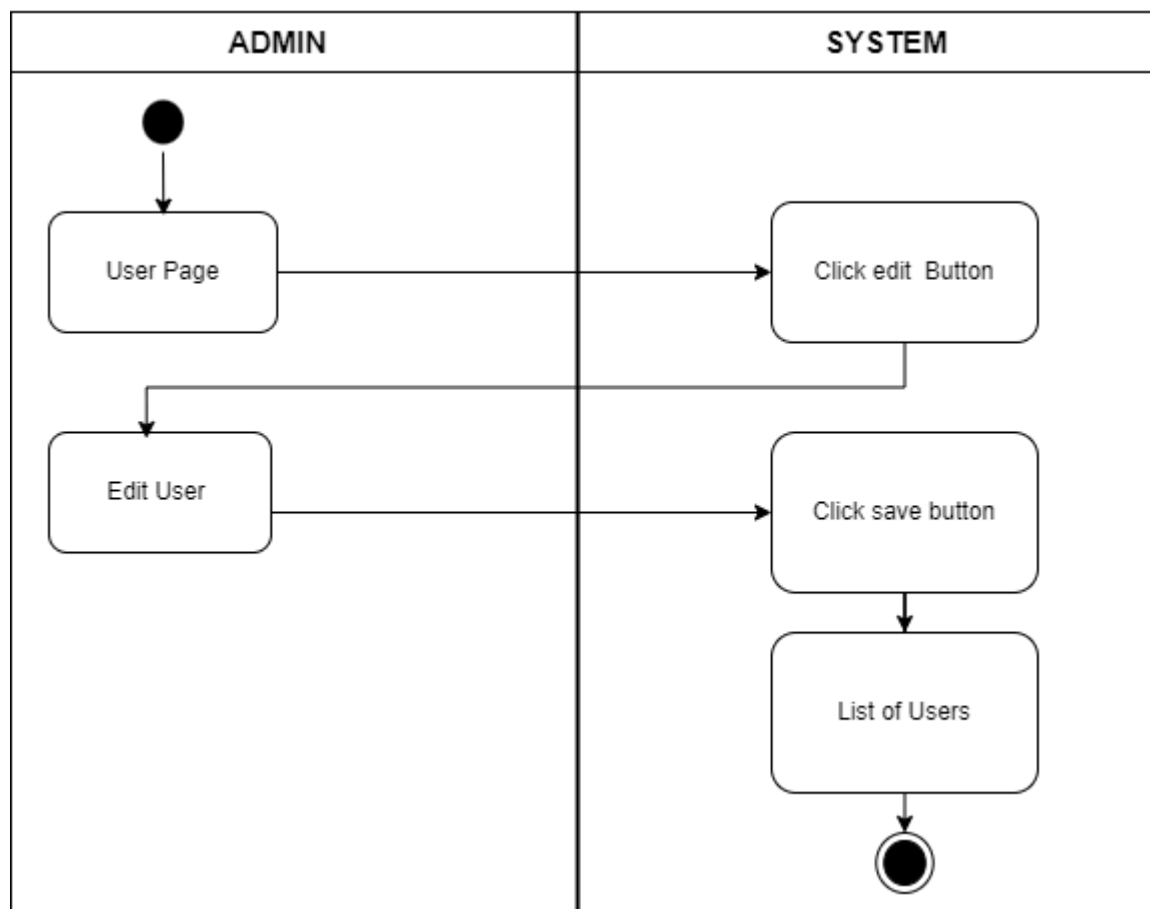 ADMIN
SYSTEM
User Page
Click edit  Button
Edit User
Click save button
List of Users